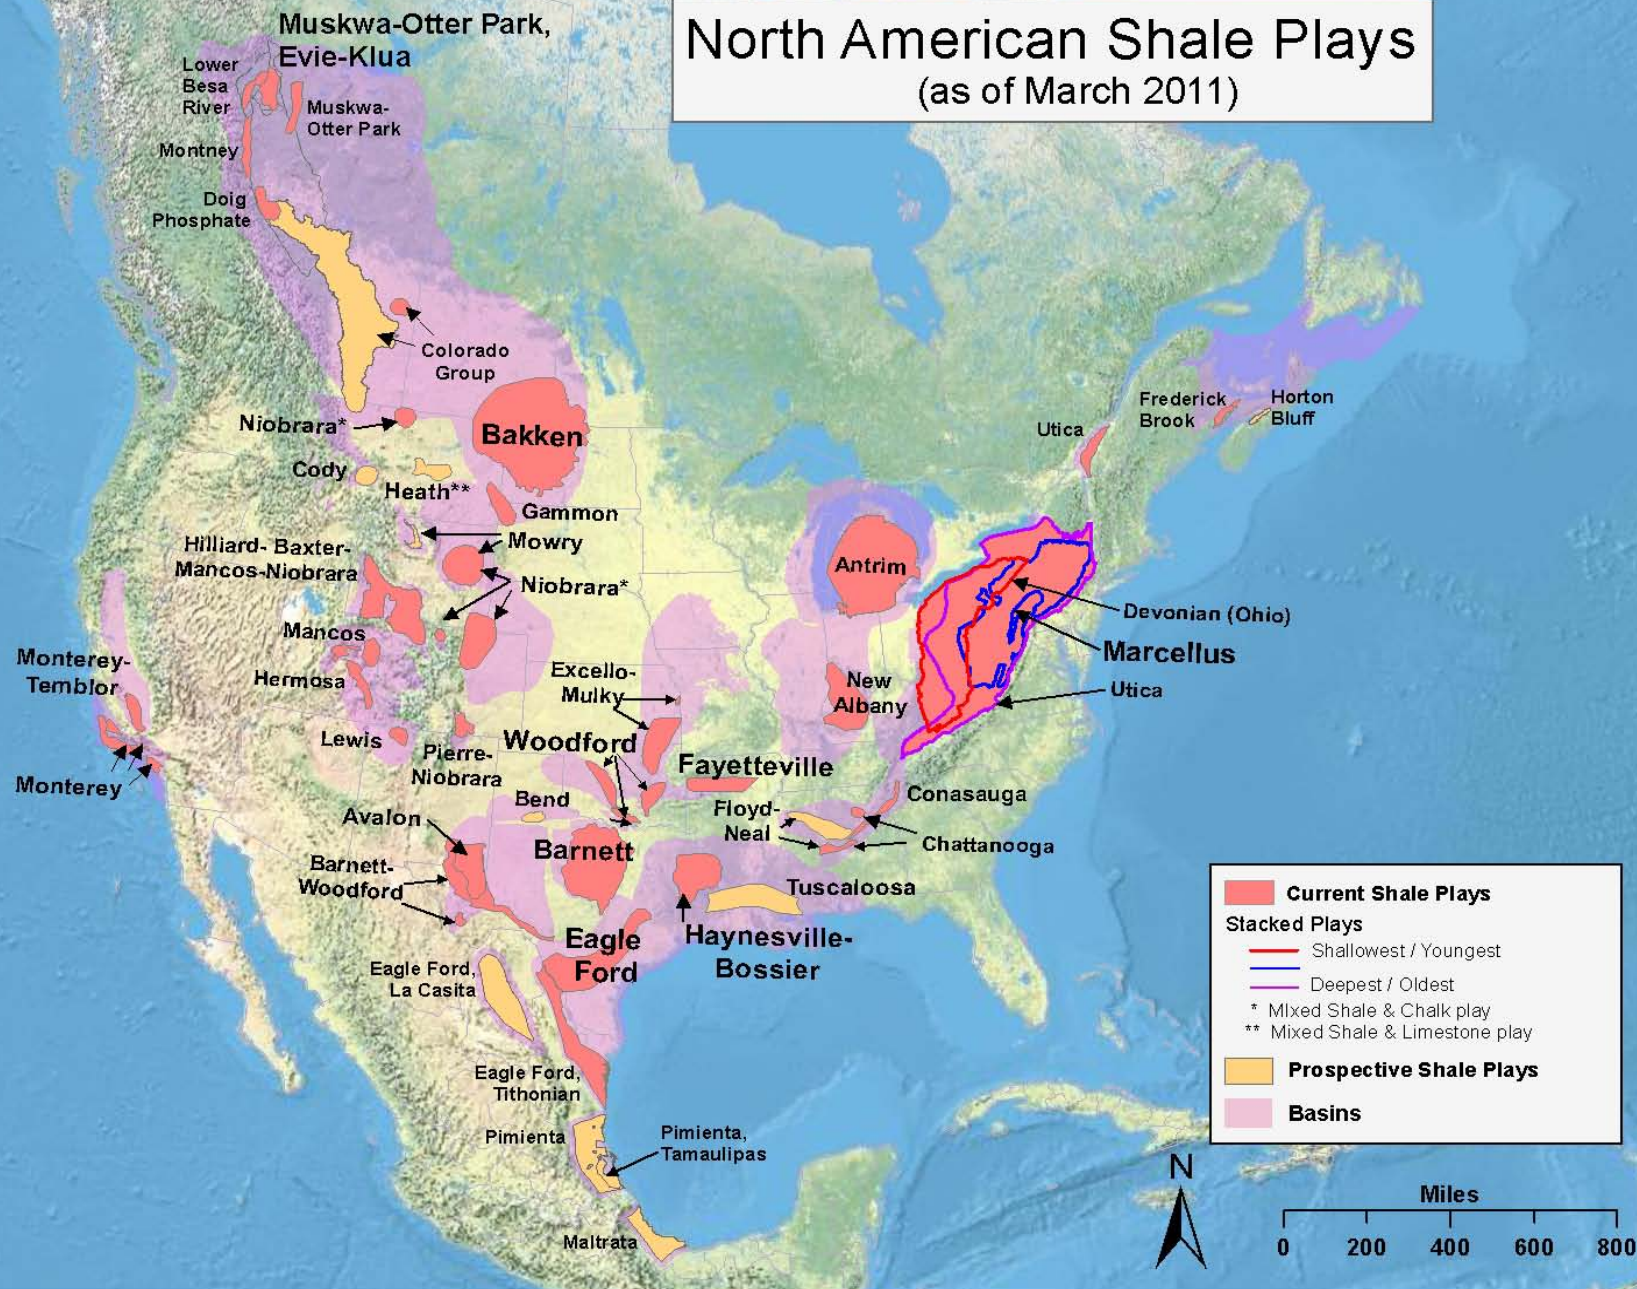 North American Shale Plays
(as of March 2011)
Muskwa-Otter Park,
Evie-Klua
Lower
Besa
River
Muskwa-
Otter Park
Montney
Doig
Phosphate
Colorado
Group
Niobrara*
Bakken
Cody
Heath**
Gammon
Mowry
Hilliard- Baxter-
Mancos-Niobrara
Niobrara*
Mancos
Hermosa
Monterey-
Temblor
Monterey
Lewis
Pierre-
Niobrara
Excello-
Mulky
Woodford
Bend
Avalon
Barnett-
Woodford
Barnett
Fayetteville
Floyd-
Neal
Conasauga
Chattanooga
Tuscaloosa
Haynesville-
Bossier
Eagle
Ford
Eagle Ford,
La Casita
Eagle Ford,
Tithonian
Pimienta
Pimienta,
Tamaulipas
Maltrata
Antrim
New
Albany
Devonian (Ohio)
Marcellus
Utica
Utica
Frederick
Brook
Horton
Bluff
Current Shale Plays
Stacked Plays
Shallowest / Youngest
Deepest / Oldest
* MIxed Shale & Chalk play
** Mixed Shale & Limestone play
Prospective Shale Plays
Basins
N
Miles
0 200 400 600 800